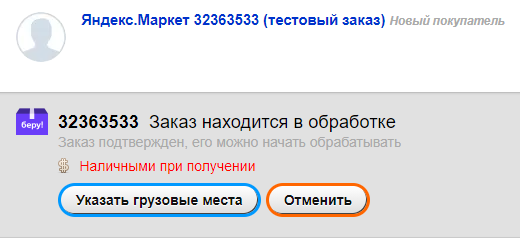 Яндекс.Маркет 32363533 (тестовый заказ) Новый покупатель
беру! 32363533 Заказ находится в обработке
Заказ подтвержден, его можно начать обрабатывать
Наличными при получении
Указать грузовые места Отменить